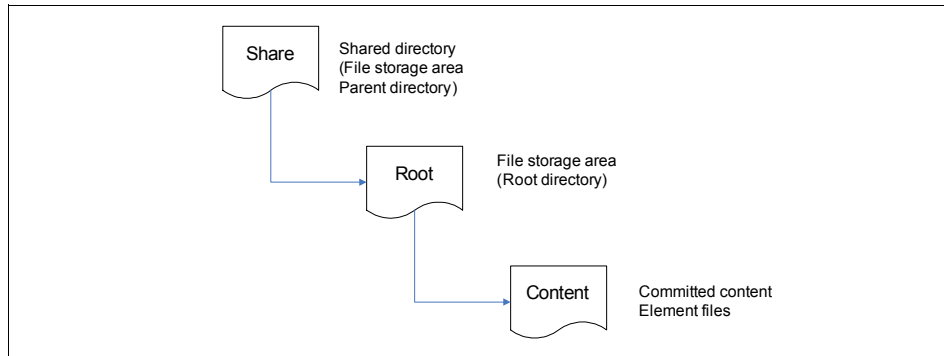 Share
Shared directory
(File storage area
Parent directory)
Root
File storage area
(Root directory)
Content
Committed content
Element files